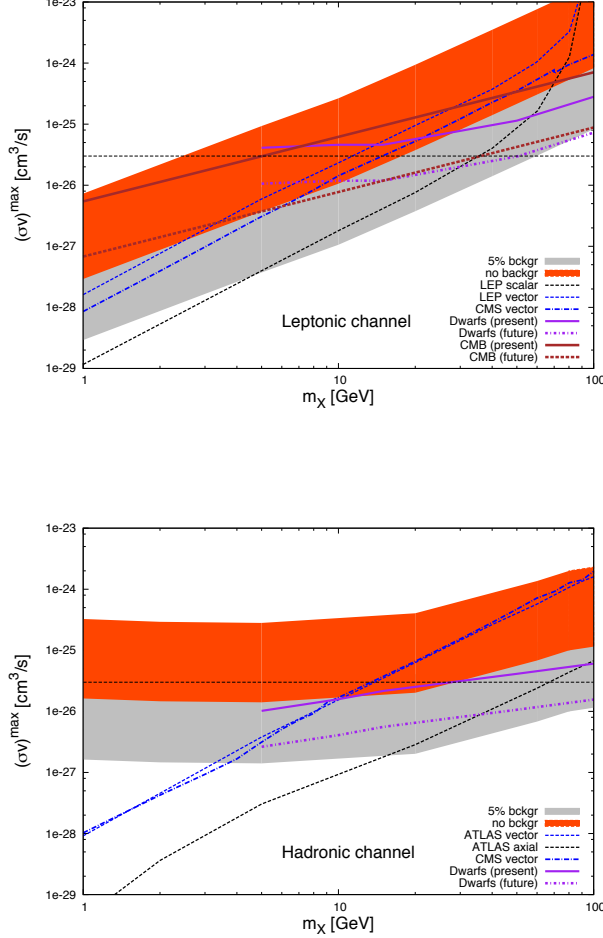 1e-23
1e-24
1e-25
1e-26
1e-27
1e-28
1e-29
(σv)^max [cm³/s]
5% bckgr
no backgr
LEP scalar
LEP vector
CMS vector
Dwarfs (present)
Dwarfs (future)
CMB (present)
CMB (future)
Leptonic channel
1 10 100
m_X [GeV]
1e-23
1e-24
1e-25
1e-26
1e-27
1e-28
1e-29
(σv)^max [cm³/s]
5% bckgr
no bckgr
ATLAS vector
ATLAS axial
CMS vector
Dwarfs (present)
Dwarfs (future)
Hadronic channel
1 10 100
m_X [GeV]